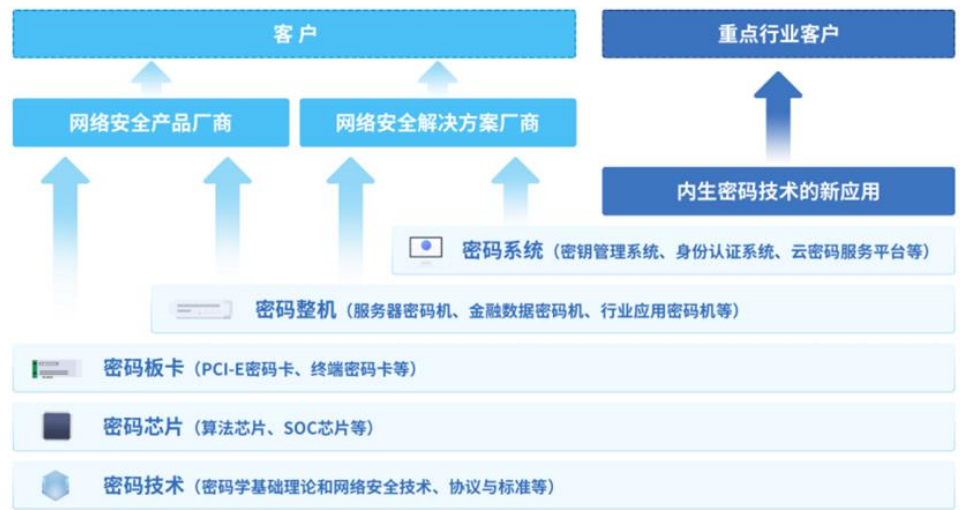 客户
重点行业客户
网络安全产品厂商
网络安全解决方案厂商
内生密码技术的新应用
密码系统（密钥管理系统、身份认证系统、云密码服务平台等）
密码整机（服务器密码机、金融数据密码机、行业应用密码机等）
密码板卡（PCI-E密码卡、终端密码卡等）
密码芯片（算法芯片、SOC芯片等）
密码技术（密码学基础理论和网络安全技术、协议与标准等）